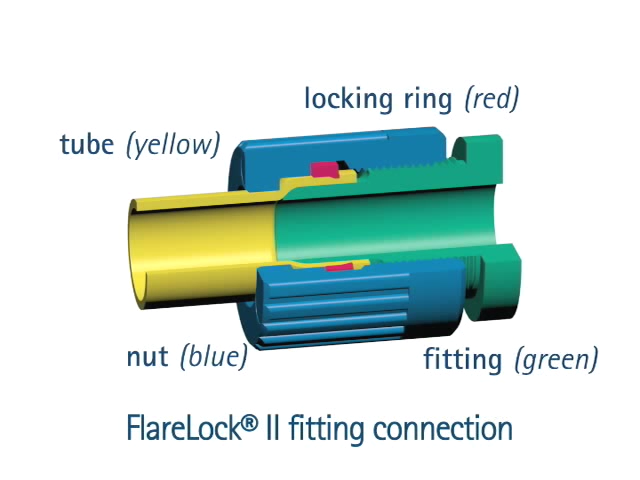 locking ring (red)
tube (yellow)
nut (blue)
fitting (green)
FlareLock® II fitting connection